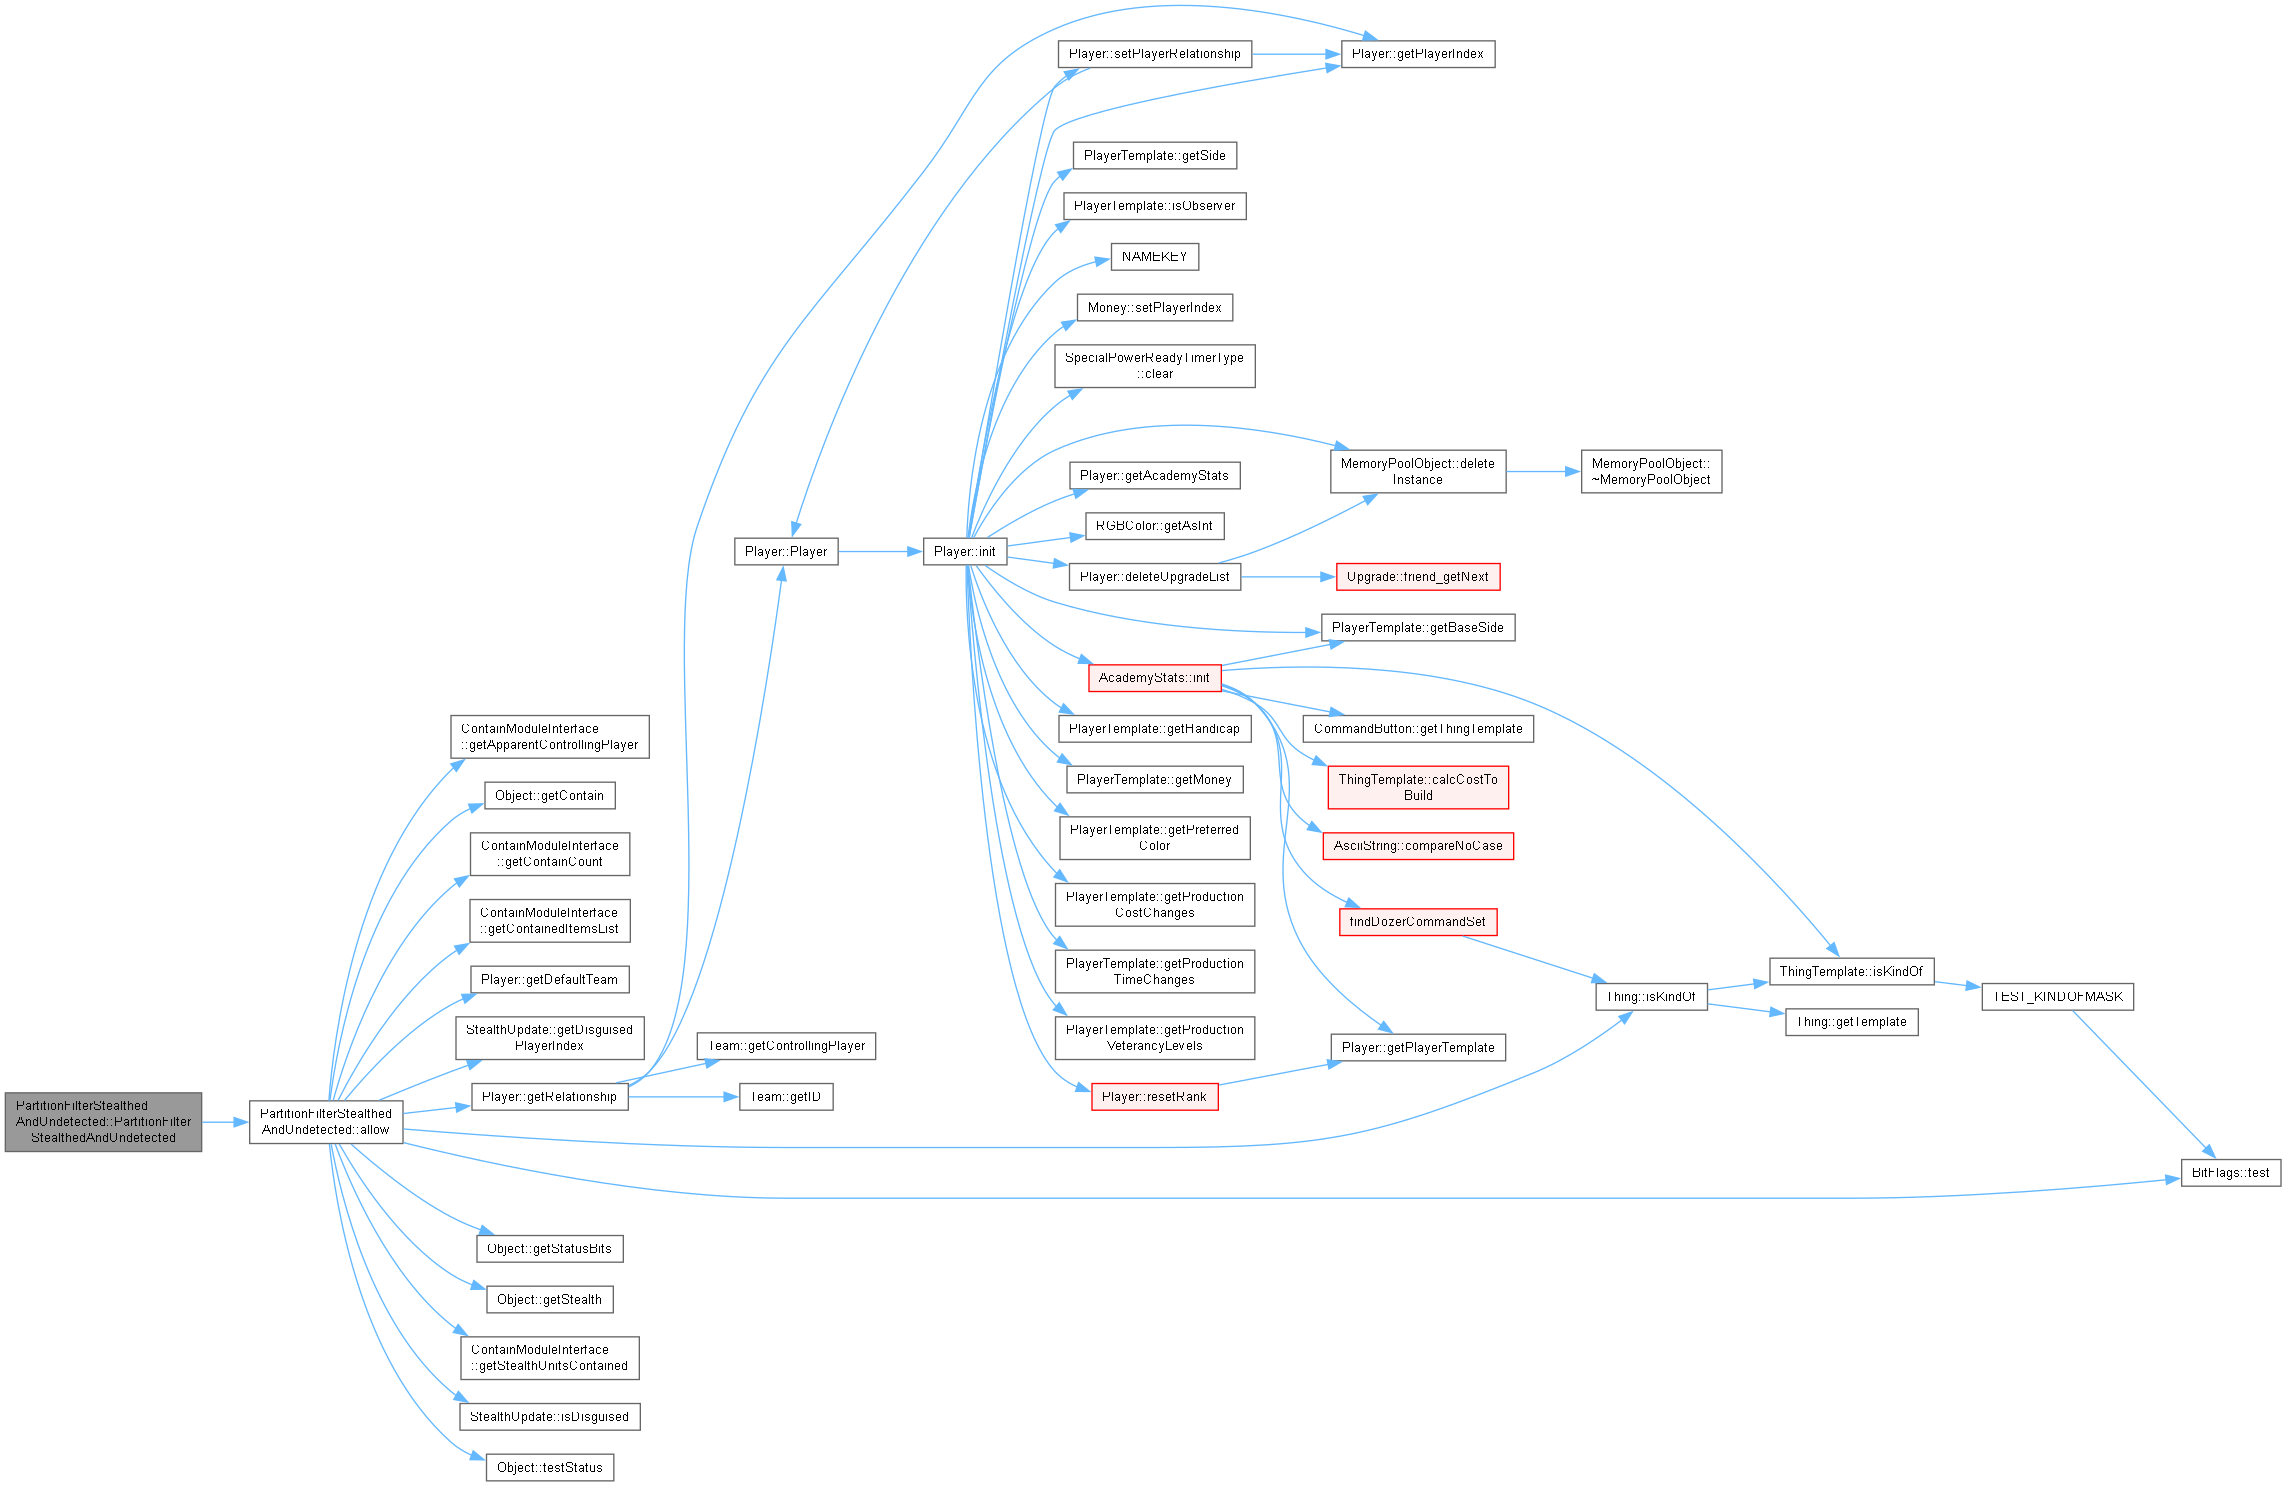 Player::setPlayerRelationship
Player::getPlayerIndex
PlayerTemplate::getSide
PlayerTemplate::isObserver
NAMEKEY
Money::setPlayerIndex
SpecialPowerReadyTimerType
::clear
MemoryPoolObject::delete
Instance
MemoryPoolObject::
~MemoryPoolObject
Player::getAcademyStats
RGBColor::getAsInt
Player::Player
Player::init
Player::deleteUpgradeList
Upgrade::friend_getNext
PlayerTemplate::getBaseSide
AcademyStats::init
PlayerTemplate::getHandicap
CommandButton::getThingTemplate
ContainModuleInterface
::getApparentControllingPlayer
PlayerTemplate::getMoney
ThingTemplate::calcCostTo
Build
Object::getContain
PlayerTemplate::getPreferred
Color
AsciiString::compareNoCase
ContainModuleInterface
::getContainCount
PlayerTemplate::getProduction
CostChanges
findDozerCommandSet
ContainModuleInterface
::getContainedItemsList
PlayerTemplate::getProduction
TimeChanges
ThingTemplate::isKindOf
Player::getDefaultTeam
Thing::isKindOf
TEST_KINDOFMASK
Thing::getTemplate
StealthUpdate::getDisguised
PlayerIndex
PlayerTemplate::getProduction
VeterancyLevels
Team::getControllingPlayer
Player::getPlayerTemplate
Player::getRelationship
Team::getID
Player::resetRank
PartitionFilterStealthed
AndUndetected::PartitionFilter
StealthedAndUndetected
PartitionFilterStealthed
AndUndetected::allow
BitFlags::test
Object::getStatusBits
Object::getStealth
ContainModuleInterface
::getStealthUnitsContained
StealthUpdate::isDisguised
Object::testStatus